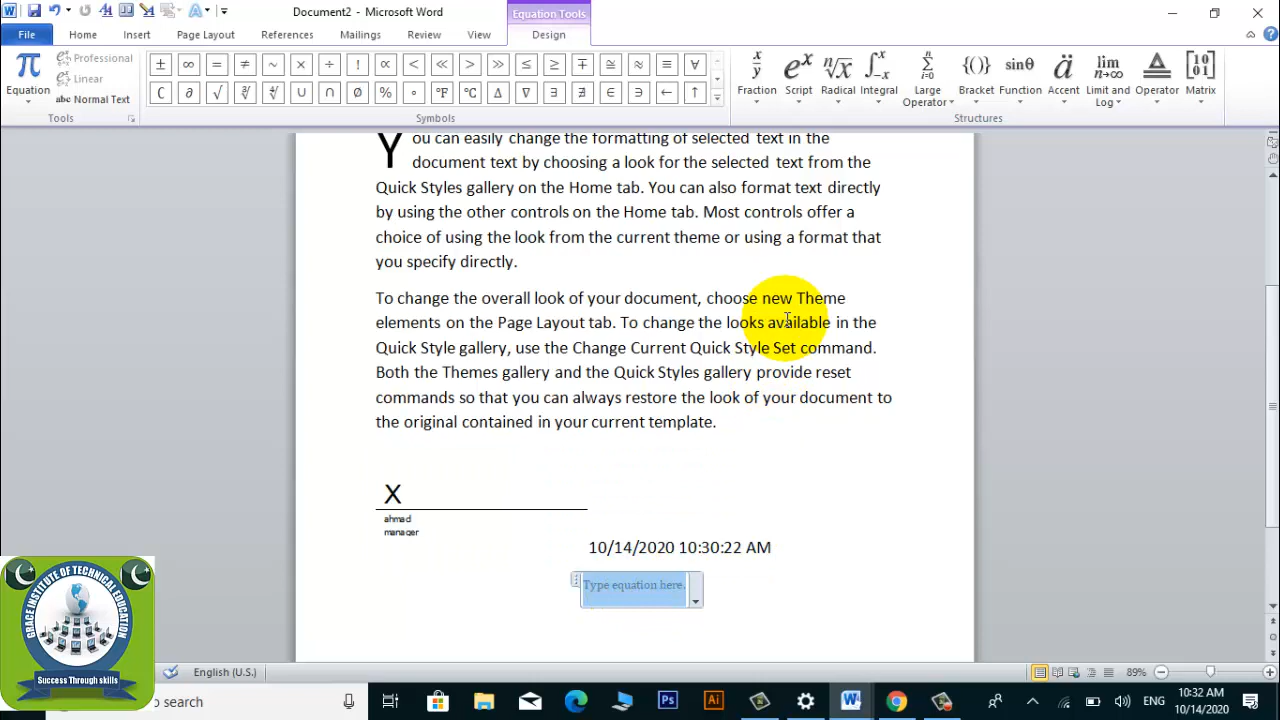 Document2 - Microsoft Word
Equation Tools
File Home Insert Page Layout References Mailings Review View Design
π Equation
Professional
Linear
abc Normal Text
Tools
± ∞ = ≠ ~ × ÷ ! ∝ < ≪ > ≫ ≤ ≥ ∓ ≅ ≈ ≡ ∀
∁ ∂ √ ∛ ∜ ∪ ∩ ∅ % ° °F °C ∆ ∇ ∃ ∄ ∈ ∋ ← ↑
Symbols
Fraction Script Radical Integral Large Operator Bracket Function Accent Limit and Log Operator Matrix
Structures
You can easily change the formatting of selected text in the
document text by choosing a look for the selected text from the
Quick Styles gallery on the Home tab. You can also format text directly
by using the other controls on the Home tab. Most controls offer a
choice of using the look from the current theme or using a format that
you specify directly.
To change the overall look of your document, choose new Theme
elements on the Page Layout tab. To change the looks available in the
Quick Style gallery, use the Change Current Quick Style Set command.
Both the Themes gallery and the Quick Styles gallery provide reset
commands so that you can always restore the look of your document to
the original contained in your current template.
X
ahmad
manager
10/14/2020 10:30:22 AM
Type equation here.
GRACE INSTITUTE OF TECHNICAL EDUCATION
Success Through skills
English (U.S.)
89%
to search
Ps
Ai
ENG
10:32 AM
10/14/2020